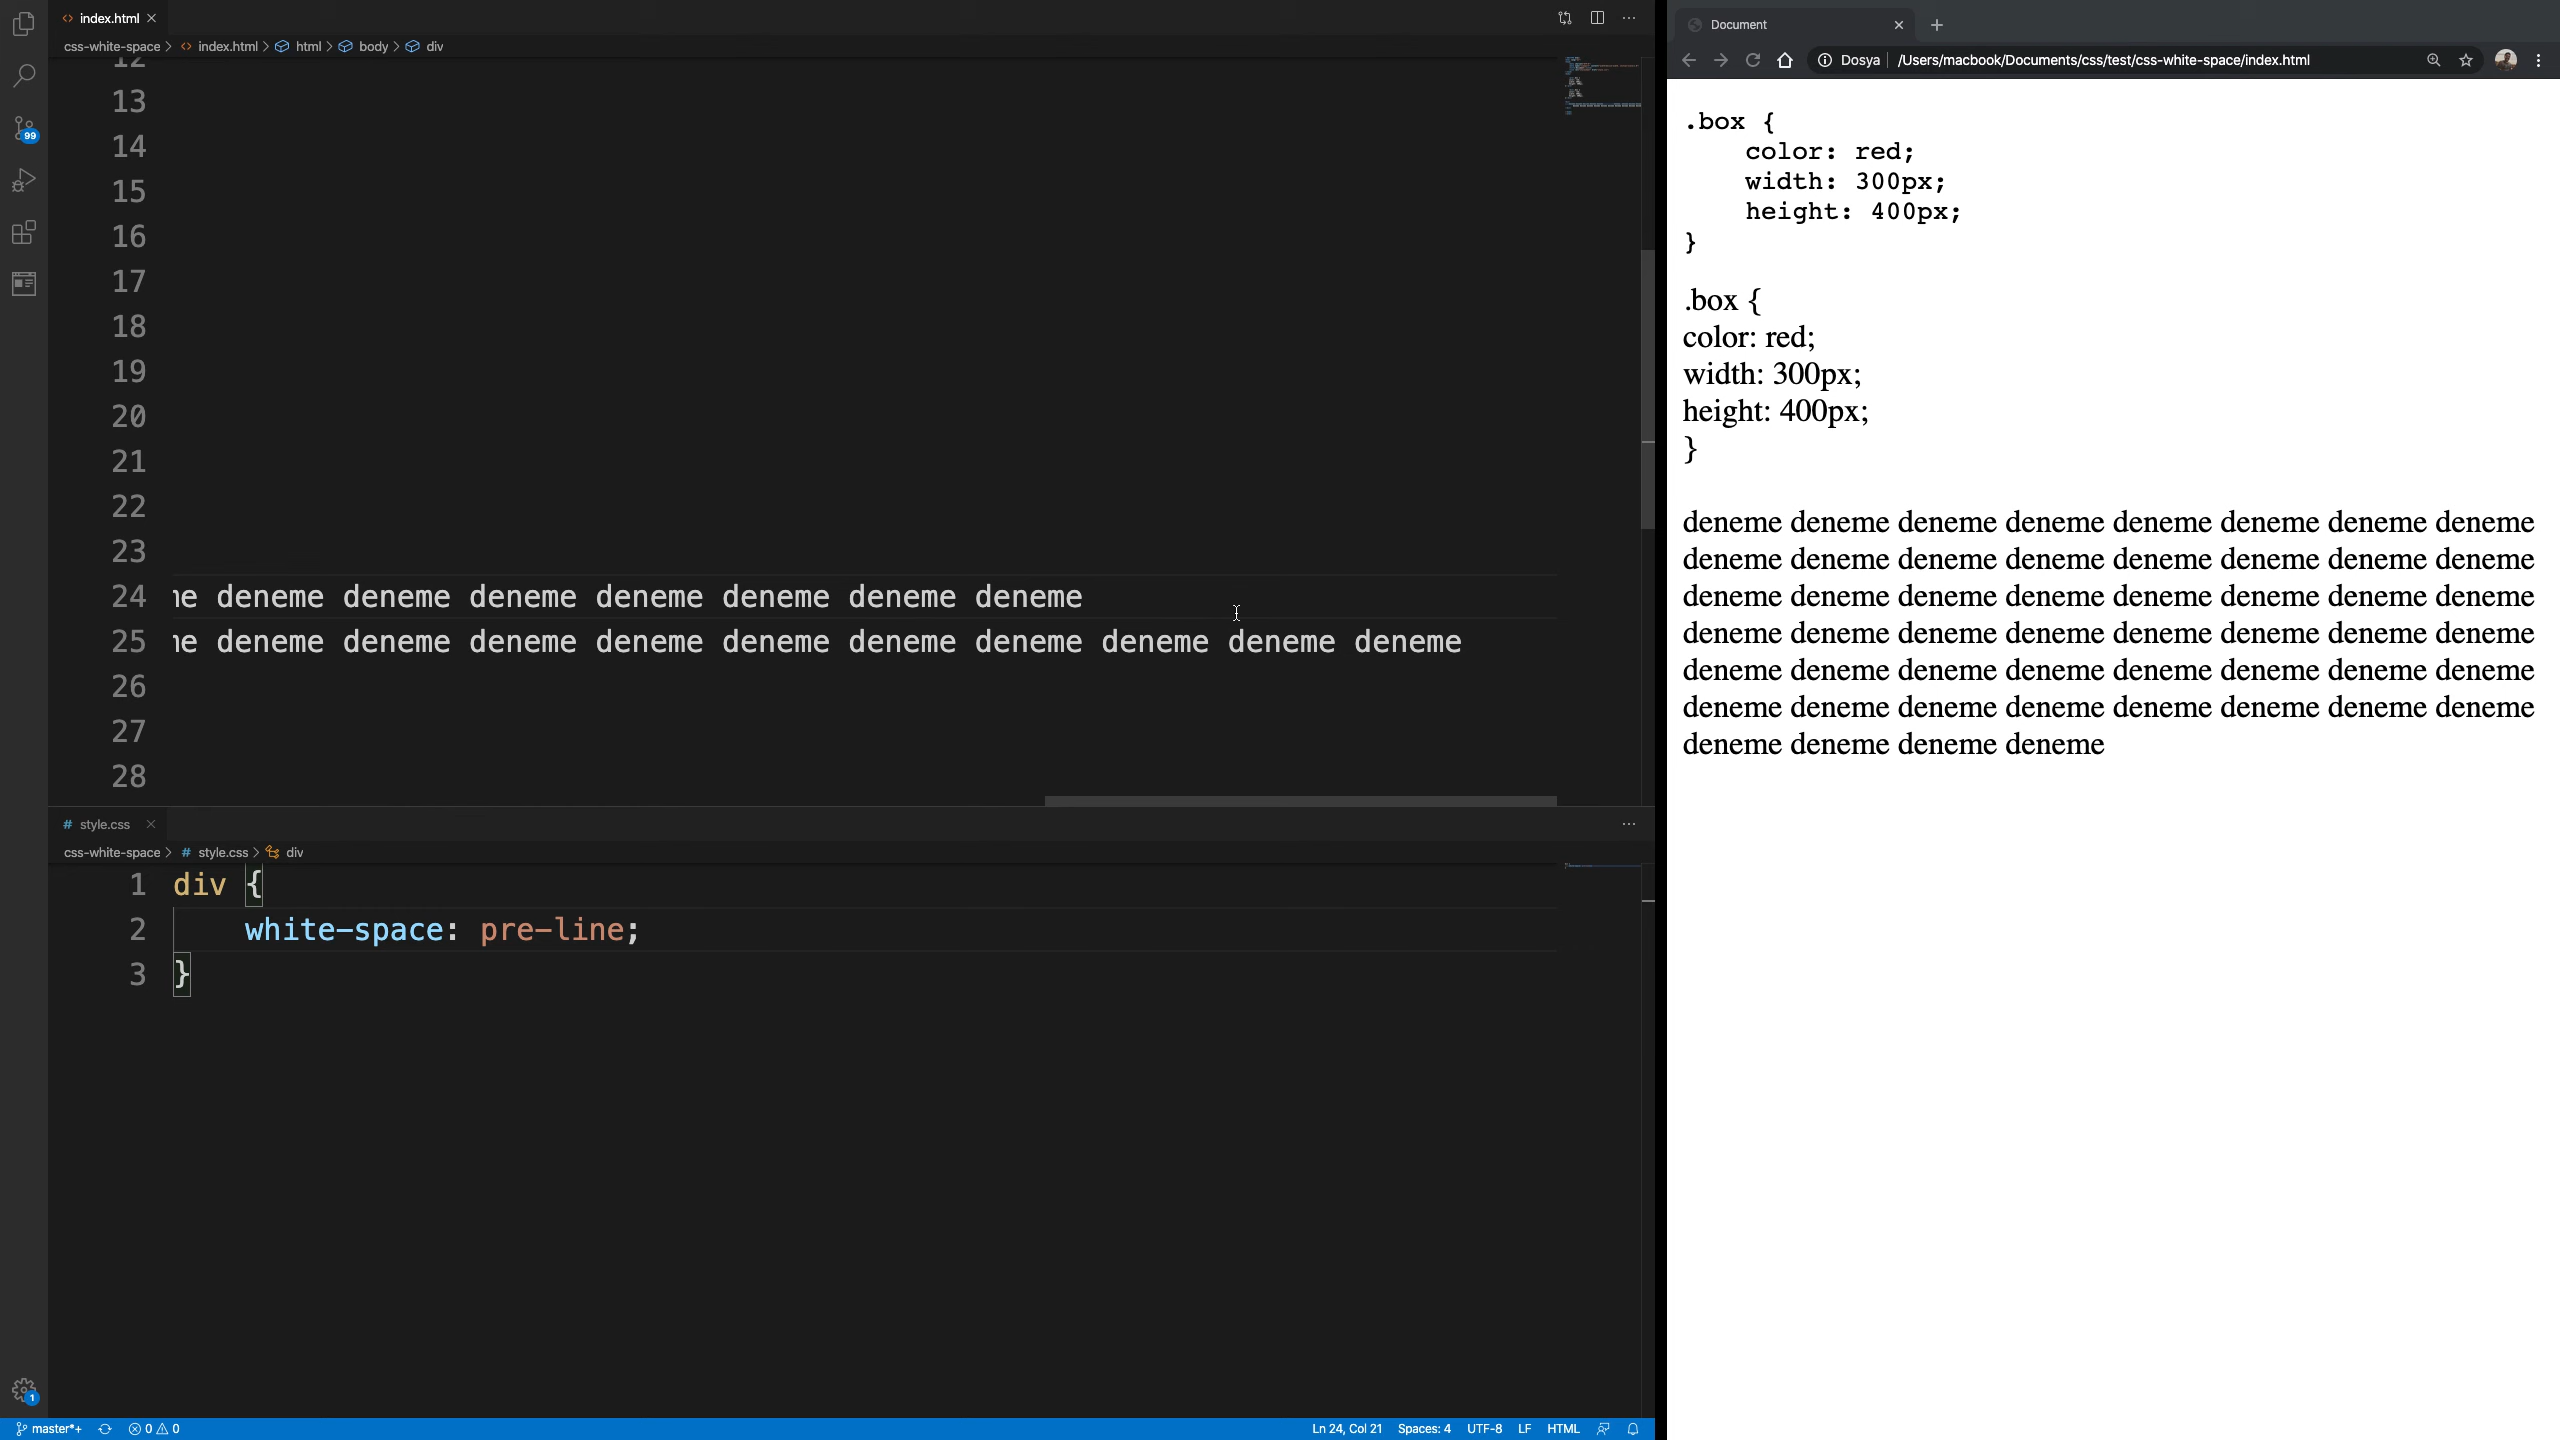 index.html
css-white-space > index.html > html > body > div
12
13
14
15
16
17
18
19
20
21
22
23
24 ne deneme deneme deneme deneme deneme deneme deneme
25 ne deneme deneme deneme deneme deneme deneme deneme deneme deneme deneme
26
27
28
99
# style.css
css-white-space > # style.css > div
1 div {
2 white-space: pre-line;
3 }
1
master*+ 0 0 Ln 24, Col 21 Spaces: 4 UTF-8 LF HTML
Document
Dosya | /Users/macbook/Documents/css/test/css-white-space/index.html
.box {
color: red;
width: 300px;
height: 400px;
}
.box {
color: red;
width: 300px;
height: 400px;
}
deneme deneme deneme deneme deneme deneme deneme deneme
deneme deneme deneme deneme deneme deneme deneme deneme
deneme deneme deneme deneme deneme deneme deneme deneme
deneme deneme deneme deneme deneme deneme deneme deneme
deneme deneme deneme deneme deneme deneme deneme deneme
deneme deneme deneme deneme deneme deneme deneme deneme
deneme deneme deneme deneme